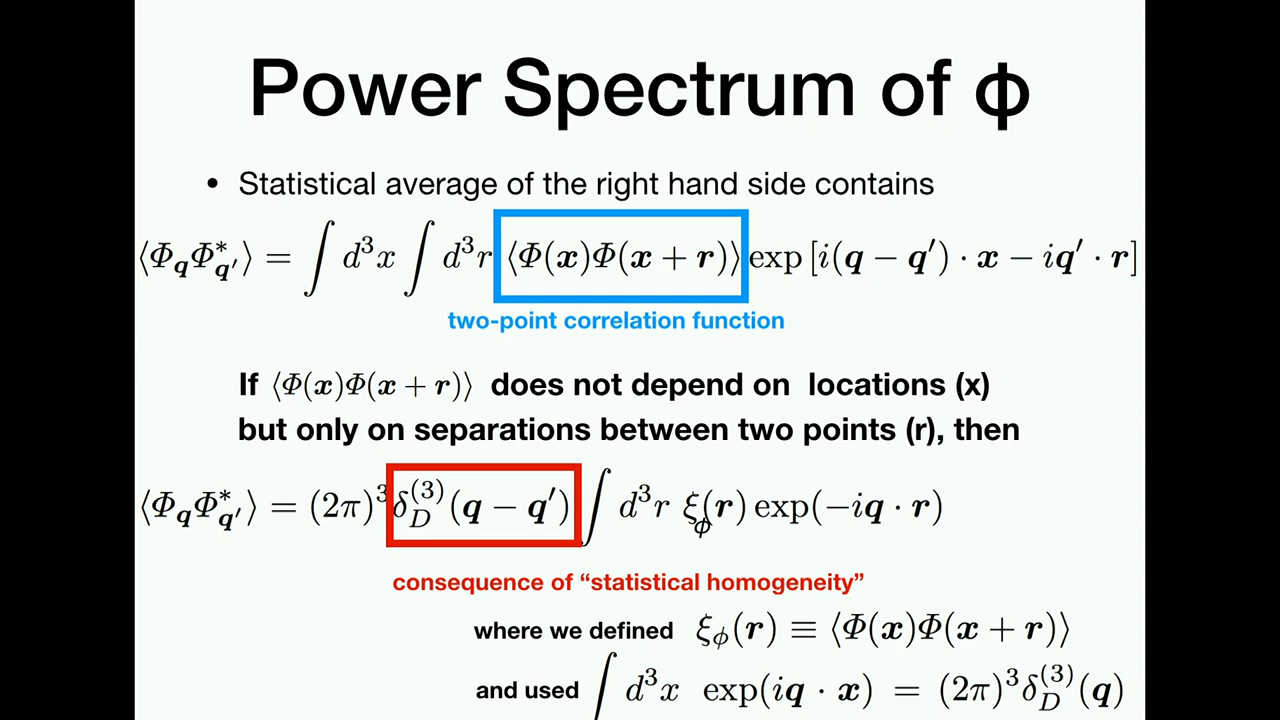 Power Spectrum of ϕ
• Statistical average of the right hand side contains
⟨Φ_q Φ*_q′⟩ = ∫ d³x ∫ d³r ⟨Φ(x)Φ(x + r)⟩ exp [i(q − q′) · x − iq′ · r]
two-point correlation function
If ⟨Φ(x)Φ(x + r)⟩ does not depend on locations (x)
but only on separations between two points (r), then
⟨Φ_q Φ*_q′⟩ = (2π)³ δ_D^(3)(q − q′) ∫ d³r ξ_ϕ(r) exp(−iq · r)
consequence of “statistical homogeneity”
where we defined ξ_ϕ(r) ≡ ⟨Φ(x)Φ(x + r)⟩
and used ∫ d³x exp(iq · x) = (2π)³δ_D^(3)(q)